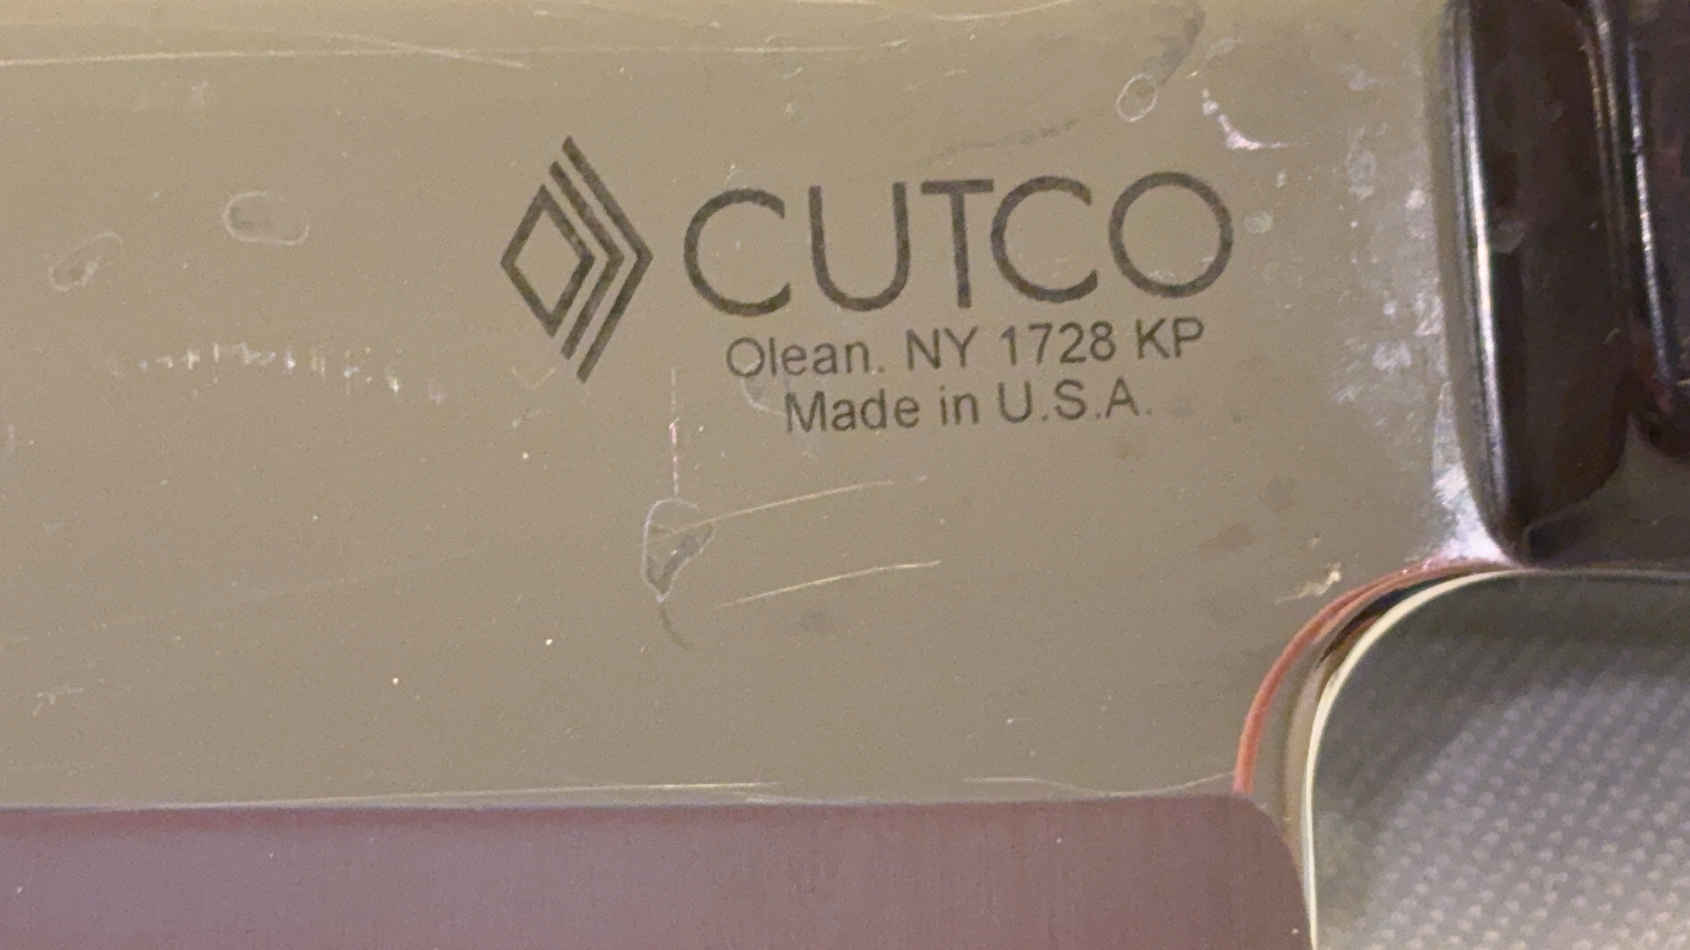 CUTCO
Olean. NY 1728 KP
Made in U.S.A.